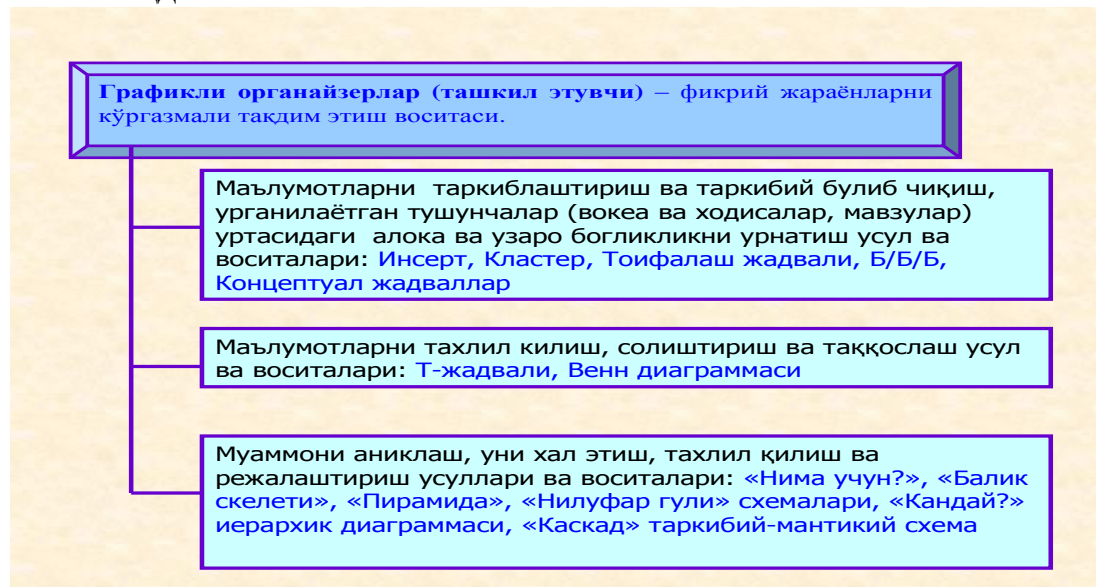 Графикли органайзерлар (ташкил этувчи) – фикрий жараёнларни
кўргазмали тақдим этиш воситаси.
Маълумотларни таркиблаштириш ва таркибий булиб чиқиш,
урганилаётган тушунчалар (вокеа ва ходисалар, мавзулар)
уртасидаги алока ва узаро богликликни урнатиш усул ва
воситалари: Инсерт, Кластер, Тоифалаш жадвали, Б/Б/Б,
Концептуал жадваллар
Маълумотларни тахлил килиш, солиштириш ва таққослаш усул
ва воситалари: Т-жадвали, Венн диаграммаси
Муаммони аниклаш, уни хал этиш, тахлил қилиш ва
режалаштириш усуллари ва воситалари: «Нима учун?», «Балик
скелети», «Пирамида», «Нилуфар гули» схемалари, «Кандай?»
иерархик диаграммаси, «Каскад» таркибий-мантикий схема